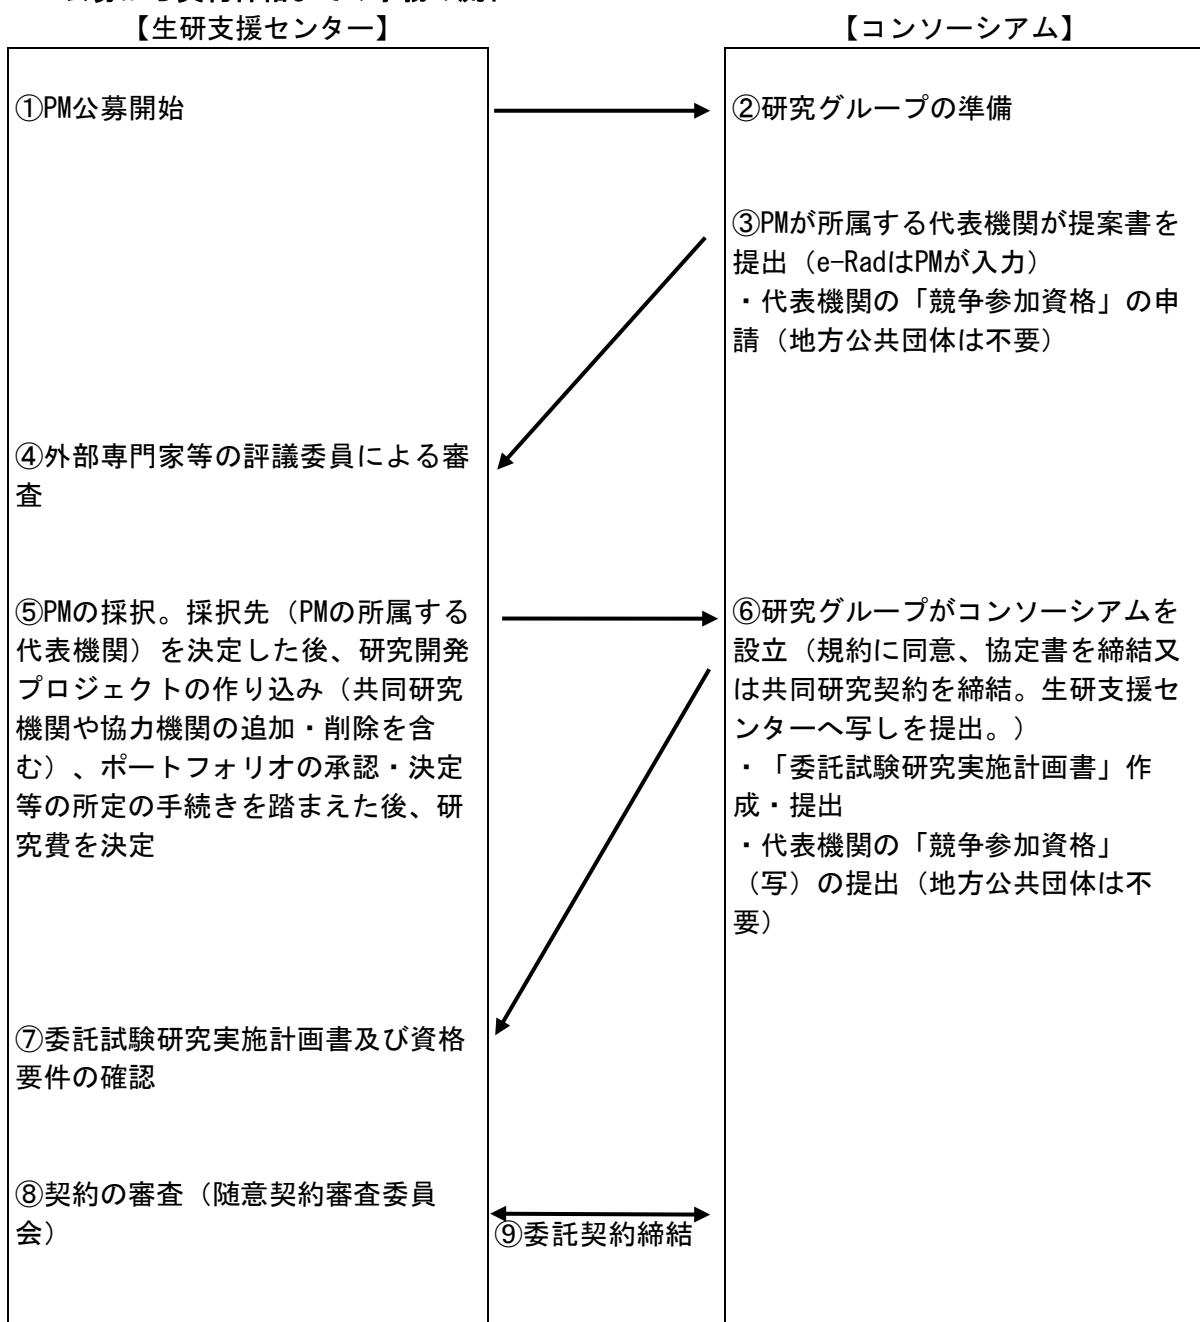 【生研支援センター】
【コンソーシアム】
①PM公募開始
②研究グループの準備
③PMが所属する代表機関が提案書を
提出（e-RadはPMが入力）
・代表機関の「競争参加資格」の申
請（地方公共団体は不要）
④外部専門家等の評議委員による審
査
⑤PMの採択。採択先（PMの所属する
代表機関）を決定した後、研究開発
プロジェクトの作り込み（共同研究
機関や協力機関の追加・削除を含
む）、ポートフォリオの承認・決定
等の所定の手続きを踏まえた後、研
究費を決定
⑥研究グループがコンソーシアムを
設立（規約に同意、協定書を締結又
は共同研究契約を締結。生研支援セ
ンターへ写しを提出。）
・「委託試験研究実施計画書」作
成・提出
・代表機関の「競争参加資格」
（写）の提出（地方公共団体は不
要）
⑦委託試験研究実施計画書及び資格
要件の確認
⑧契約の審査（随意契約審査委員
会）
⑨委託契約締結